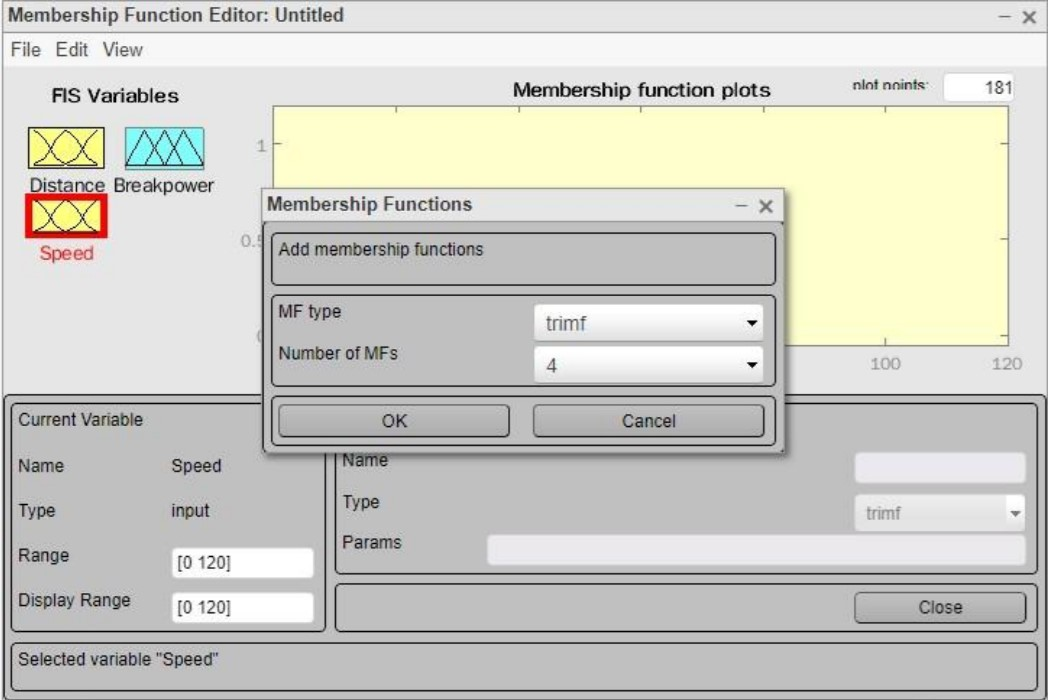 Membership Function Editor: Untitled
File Edit View
FIS Variables
Membership function plots
plot points:
181
Distance
Breakpower
Speed
1
0.5
100
120
Membership Functions
Add membership functions
MF type
trimf
Number of MFs
4
OK
Cancel
Current Variable
Name
Speed
Type
input
Range
[0 120]
Display Range
[0 120]
Name
Type
trimf
Params
Close
Selected variable "Speed"